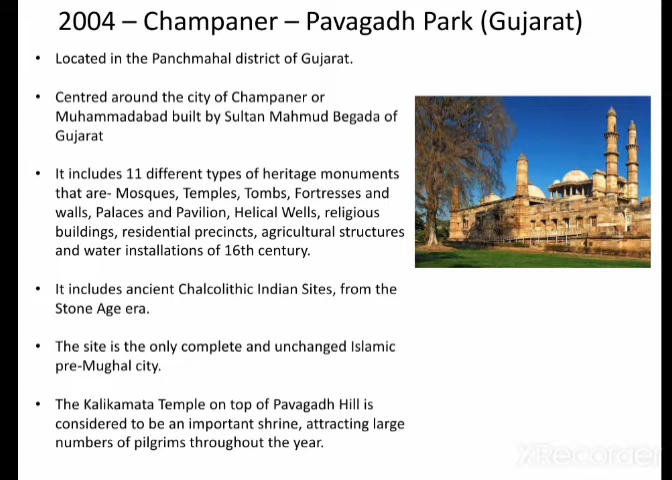 2004 – Champaner – Pavagadh Park (Gujarat)
• Located in the Panchmahal district of Gujarat.
• Centred around the city of Champaner or
Muhammadabad built by Sultan Mahmud Begada of
Gujarat
• It includes 11 different types of heritage monuments
that are- Mosques, Temples, Tombs, Fortresses and
walls, Palaces and Pavilion, Helical Wells, religious
buildings, residential precincts, agricultural structures
and water installations of 16th century.
• It includes ancient Chalcolithic Indian Sites, from the
Stone Age era.
• The site is the only complete and unchanged Islamic
pre-Mughal city.
• The Kalikamata Temple on top of Pavagadh Hill is
considered to be an important shrine, attracting large
numbers of pilgrims throughout the year.
XRecorder